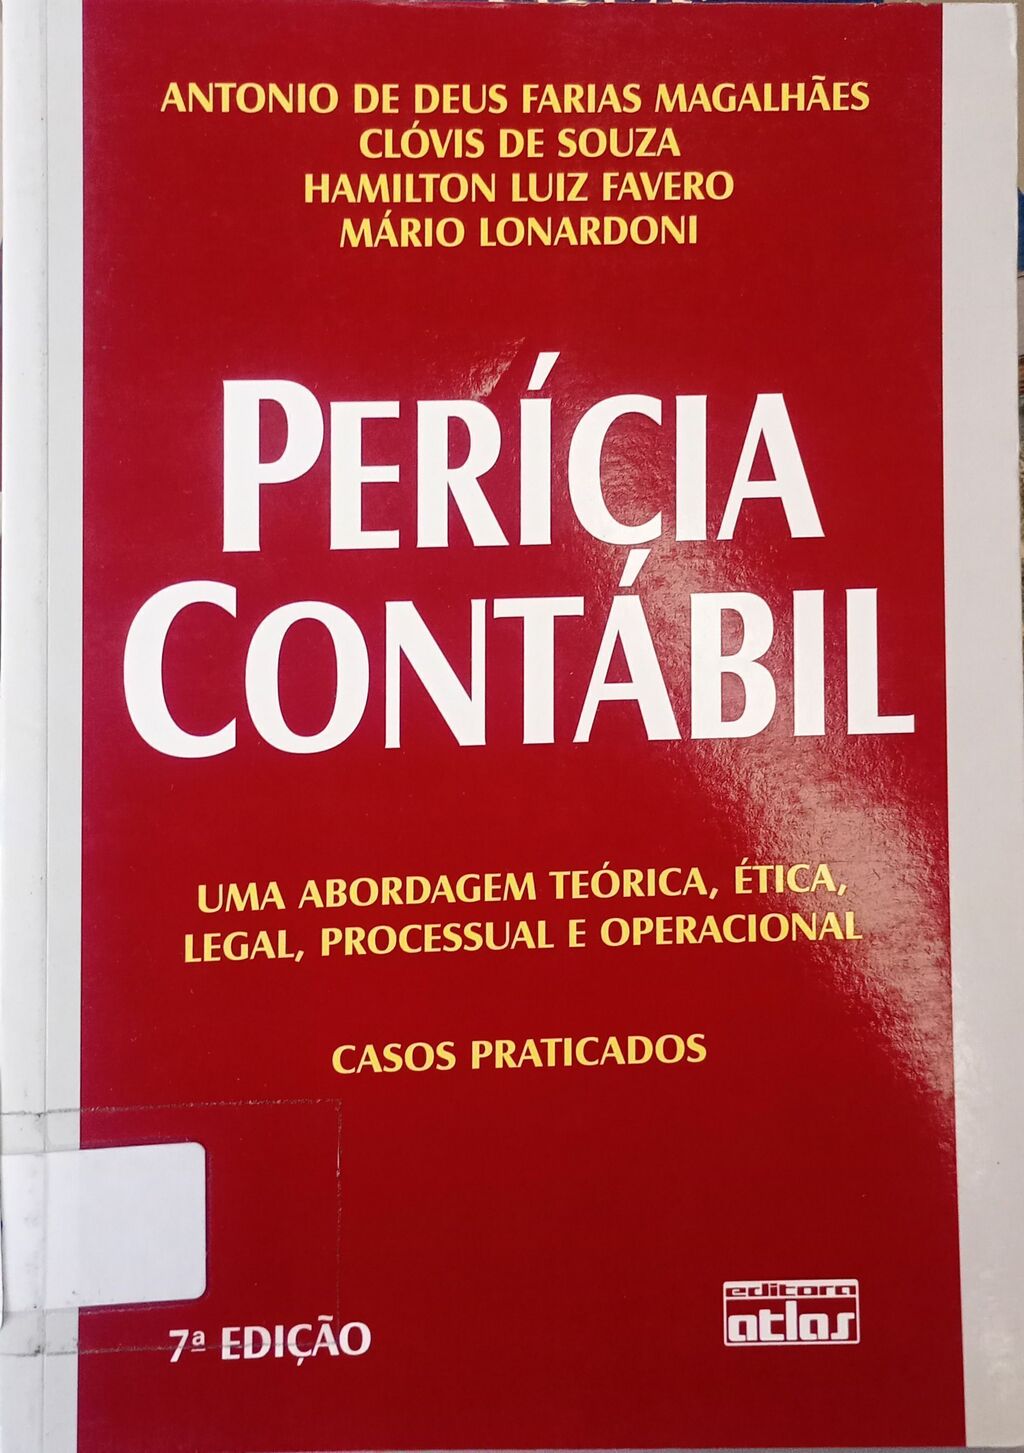 ANTONIO DE DEUS FARIAS MAGALHÃES
CLÓVIS DE SOUZA
HAMILTON LUIZ FAVERO
MÁRIO LONARDONI
PERÍCIA
CONTÁBIL
UMA ABORDAGEM TEÓRICA, ÉTICA,
LEGAL, PROCESSUAL E OPERACIONAL
CASOS PRATICADOS
7ª EDIÇÃO
editora
atlas